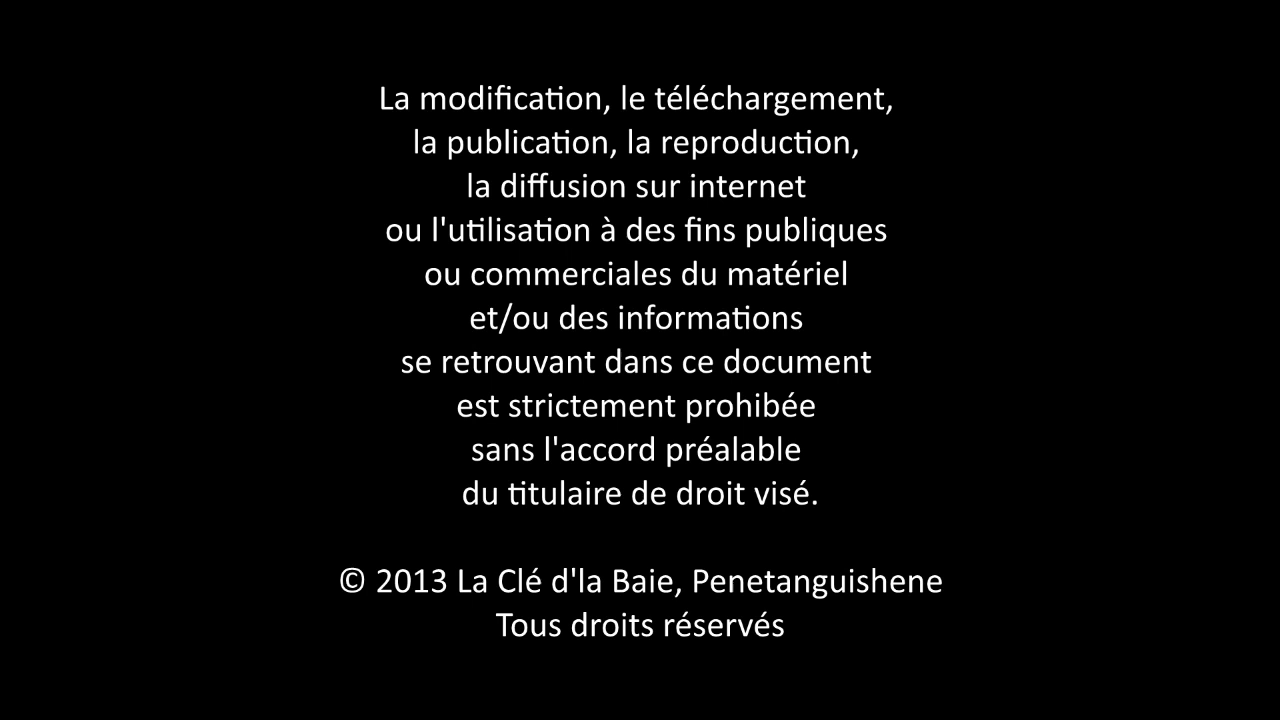 La modification, le téléchargement,
la publication, la reproduction,
la diffusion sur internet
ou l'utilisation à des fins publiques
ou commerciales du matériel
et/ou des informations
se retrouvant dans ce document
est strictement prohibée
sans l'accord préalable
du titulaire de droit visé.
© 2013 La Clé d'la Baie, Penetanguishene
Tous droits réservés